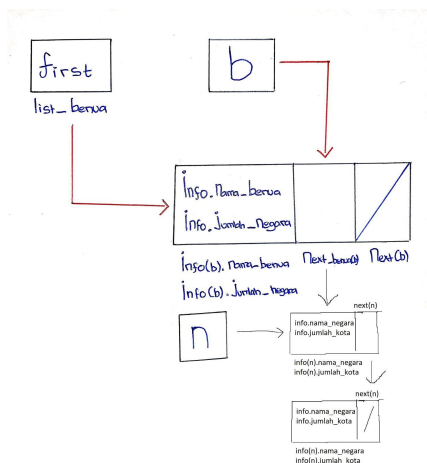 first
b
list_benua
Info.Nama_benua
Info.Jumlah_Negara
Info(b).Nama_benua Next_benua(b) Next(b)
Info(b).Jumlah_Negara
next(n)
n
info.nama_negara
info.jumlah_kota
info(n).nama_negara
info(n).jumlah_kota
next(n)
info.nama_negara
info.jumlah_kota
info(n).nama_negara
info(n).jumlah_kota